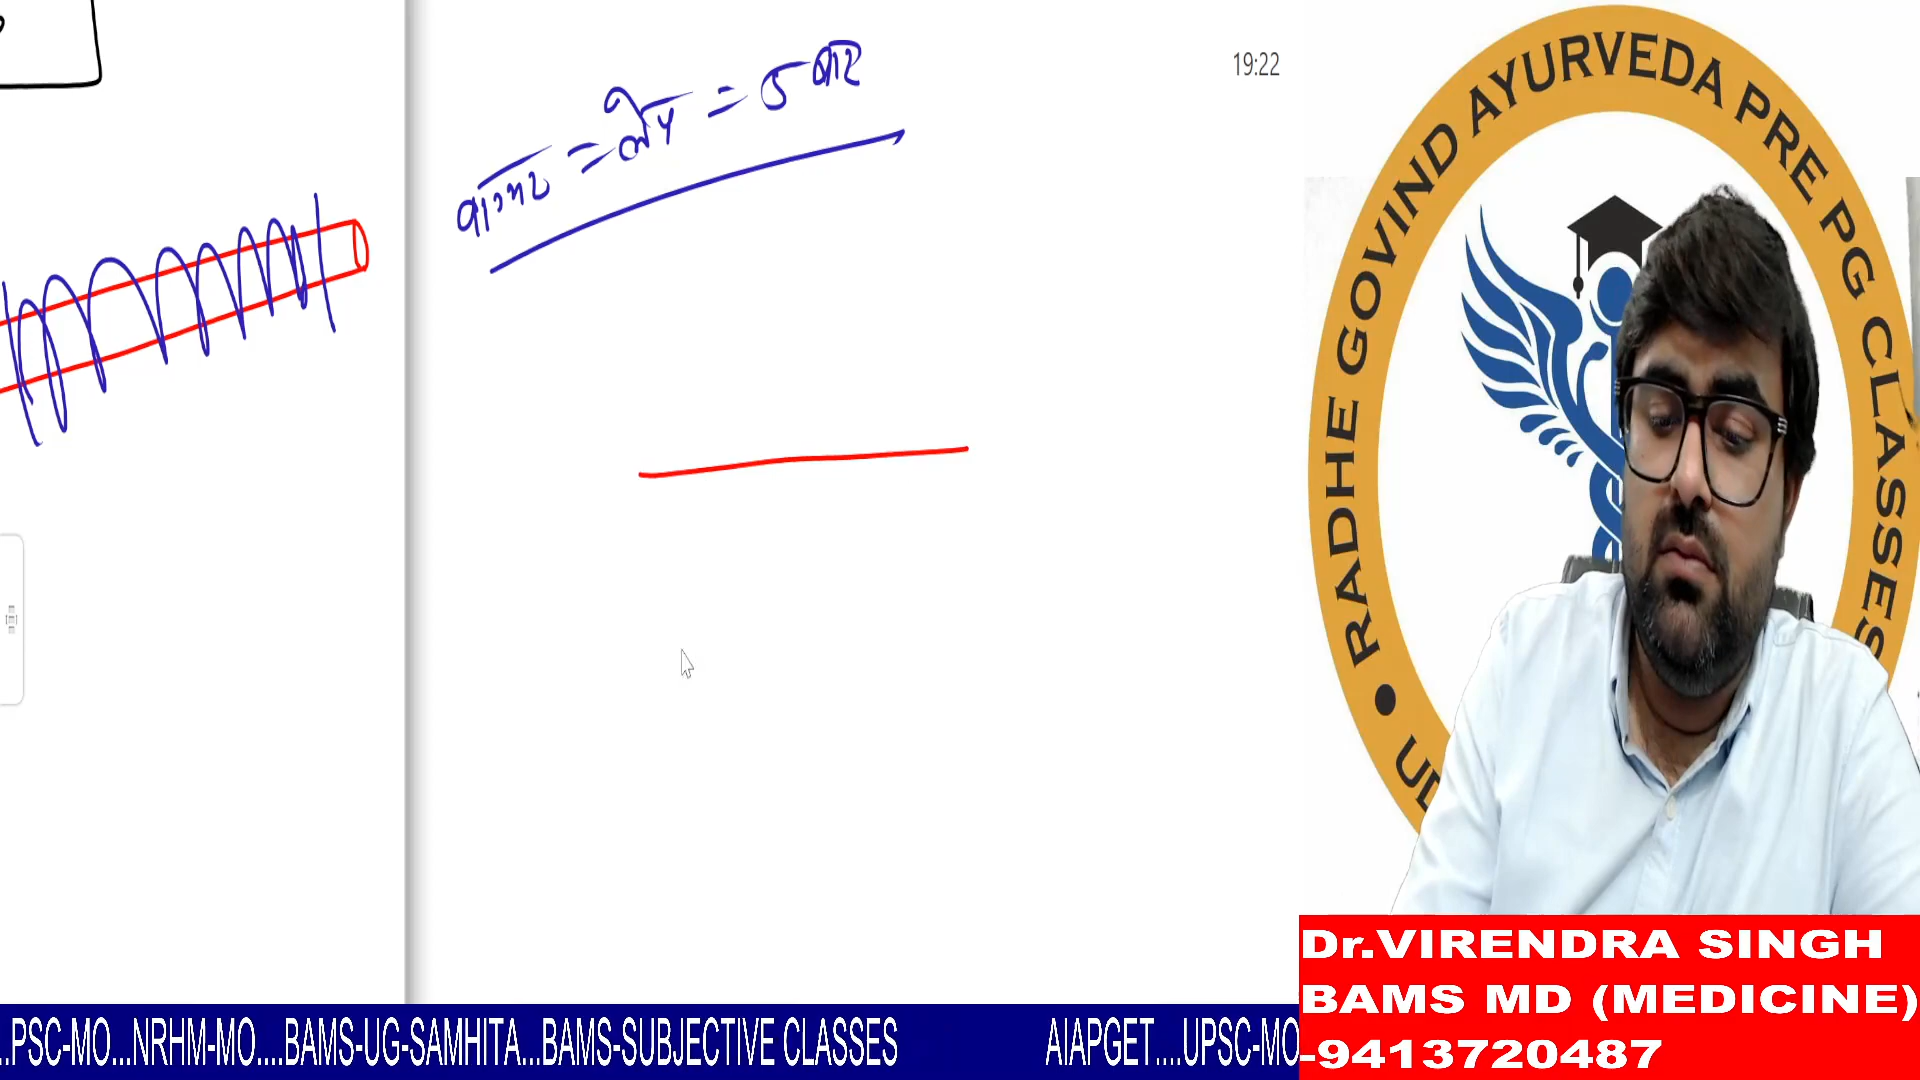 19:22
= = 5 बार
RADHE GOVIND AYURVEDA PRE PG CLASSES
Dr.VIRENDRA SINGH
BAMS MD (MEDICINE)
-9413720487
..PSC-MO...NRHM-MO....BAMS-UG-SAMHITA...BAMS-SUBJECTIVE CLASSES AIAPGET....UPSC-MO